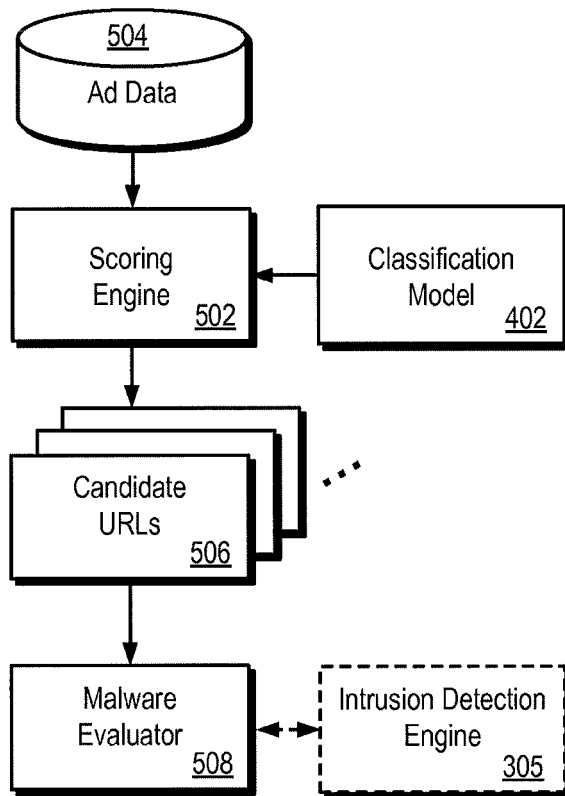 504
Ad Data
Scoring
Engine
502
Classification
Model
402
Candidate
URLs
506
Malware
Evaluator
508
Intrusion Detection
Engine
305